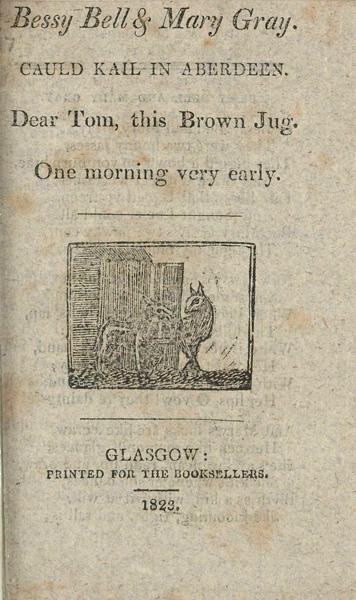 Bessy Bell & Mary Gray.
CAULD KAIL IN ABERDEEN.
Dear Tom, this Brown Jug.
One morning very early.
GLASGOW:
PRINTED FOR THE BOOKSELLERS.
1823.